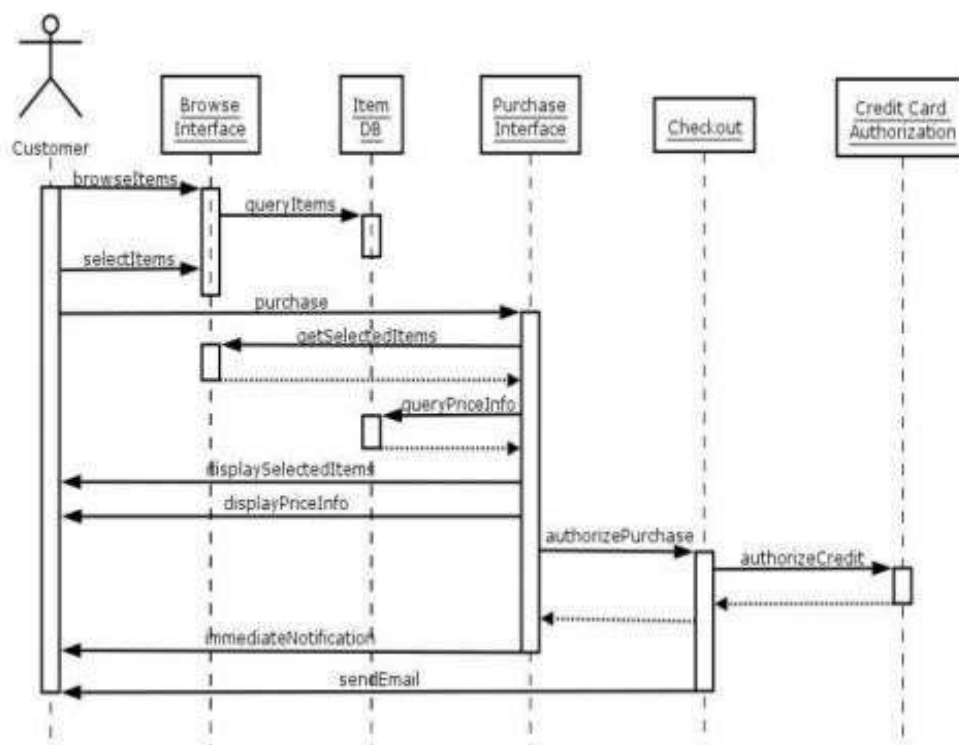 Browse
Interface
Item
DB
Purchase
Interface
Checkout
Credit Card
Authorization
Customer
browseItems
queryItems
selectItems
purchase
getSelectedItems
queryPriceInfo
displaySelectedItems
displayPriceInfo
authorizePurchase
authorizeCredit
immediateNotification
sendEmail